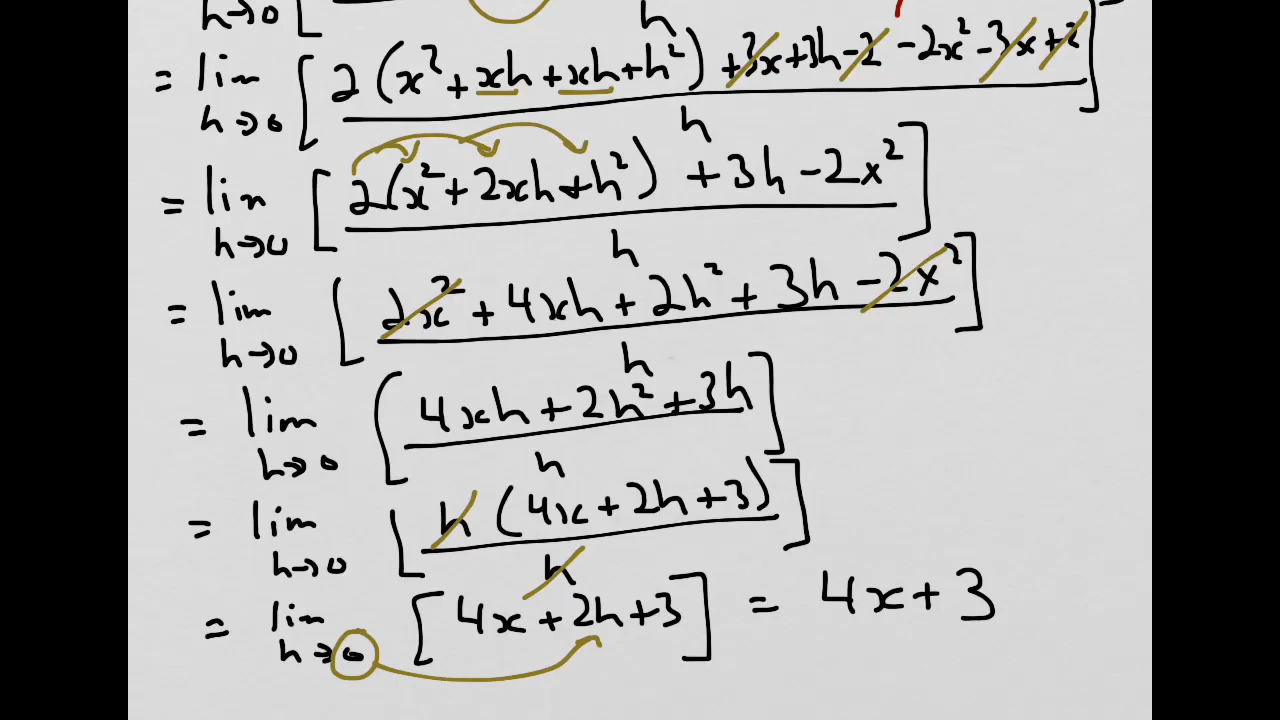 h→0 [ h
= lim [ 2(x² + xh + xh + h²) + 3x + 3h - 2 - 2x² - 3x + 2 ]
h→0 h
= lim [ 2(x² + 2xh + h²) + 3h - 2x² ]
h→0 h
= lim [ 2x² + 4xh + 2h² + 3h - 2x² ]
h→0 h
= lim [ 4xh + 2h² + 3h ]
h→0 h
= lim [ h (4x + 2h + 3) ]
h→0 h
= lim [ 4x + 2h + 3 ] = 4x + 3
h→0